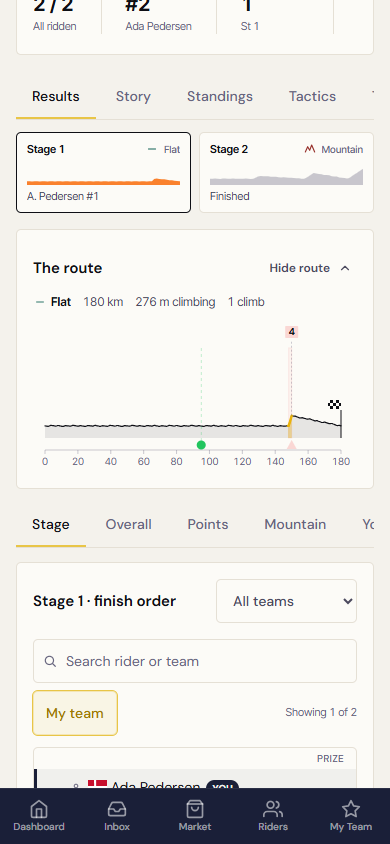 2 / 2 #2 1
All ridden Ada Pedersen St 1
Results Story Standings Tactics
Stage 1 Flat
A. Pedersen #1
Stage 2 Mountain
Finished
The route Hide route
Flat 180 km 276 m climbing 1 climb
4
0 20 40 60 80 100 120 140 160 180
Stage Overall Points Mountain Yo
Stage 1 · finish order All teams
Search rider or team
My team Showing 1 of 2
PRIZE
Ada Pedersen YOU
Dashboard Inbox Market Riders My Team